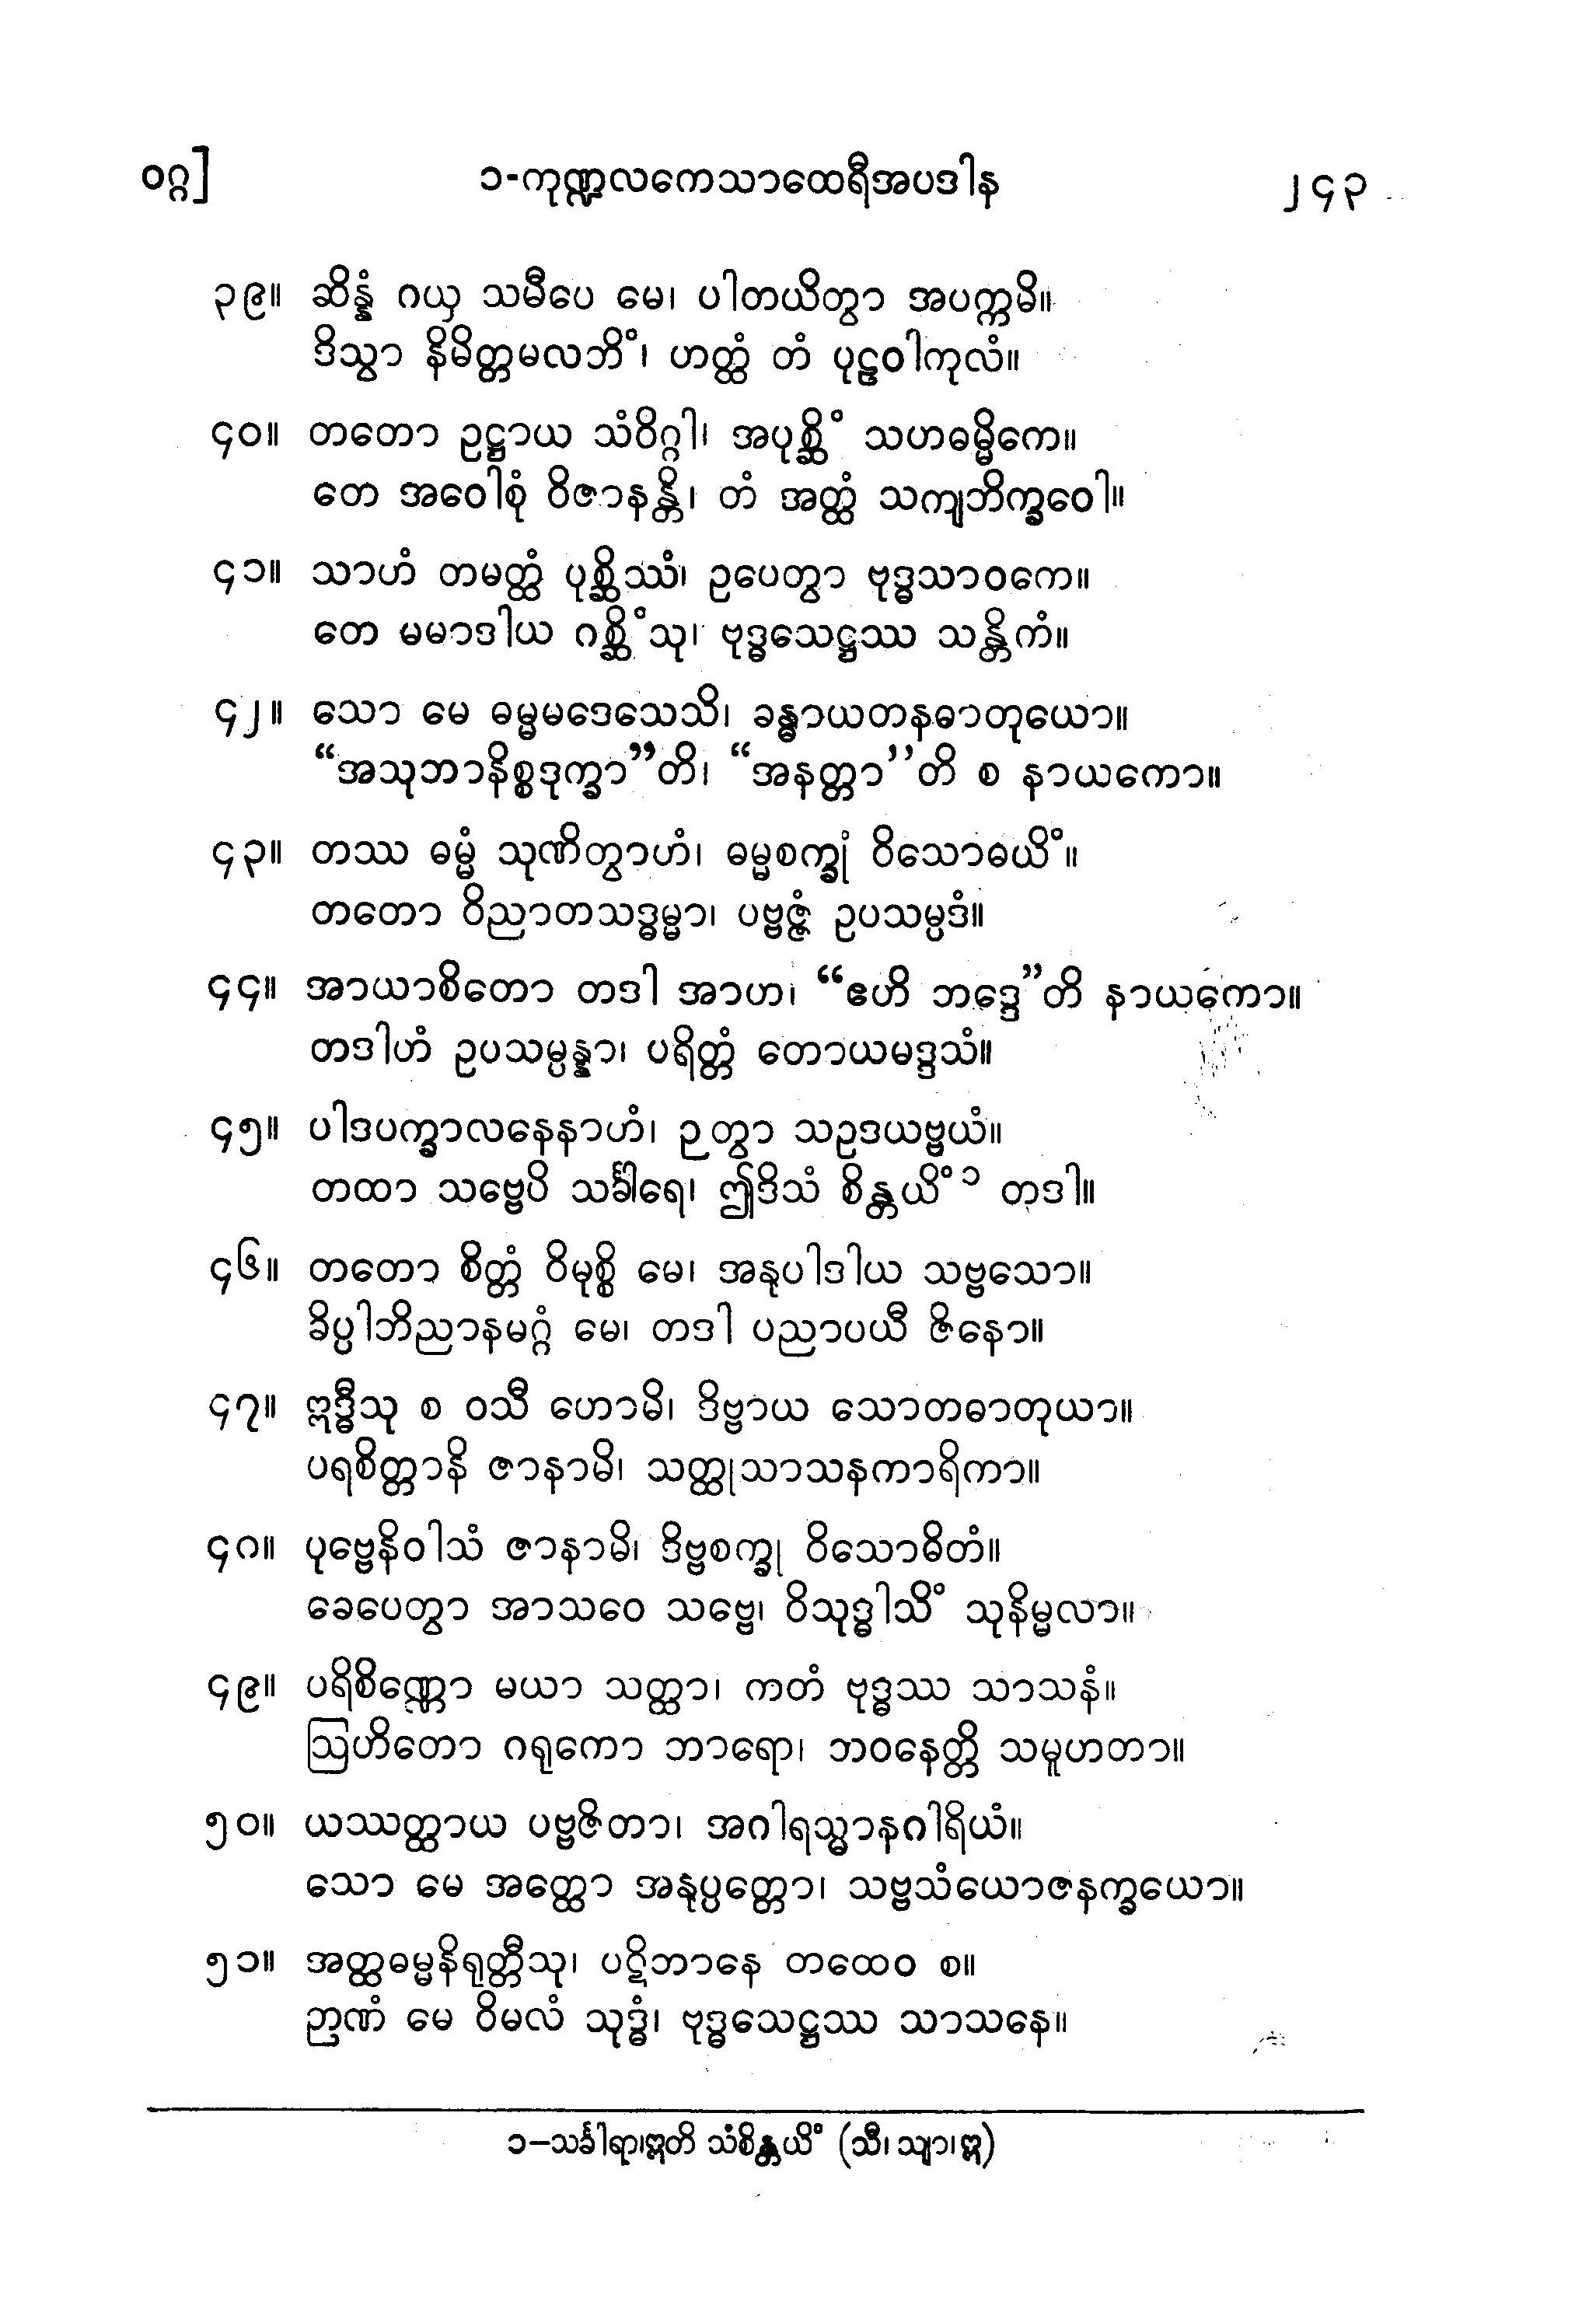 ဝဂ္ဂ]
၁-ကုဏ္ဍလကေသာထေရီအပဒါန
၂၄၃
၃၉။ ဆိန္နံ ဂယှ သမီပေ မေ၊ ပါတယိတွာ အပက္ကမိ။
ဒိသွာ နိမိတ္တမလဘိံ၊ ဟတ္ထံ တံ ပုဠဝါကုလံ။
၄၀။ တတော ဥဋ္ဌာယ သံဝိဂ္ဂါ၊ အပုစ္ဆိံ သဟဓမ္မိကေ။
တေ အဝေါစုံ ဝိဇာနန္တိ၊ တံ အတ္ထံ သကျဘိက္ခဝေါ။
၄၁။ သာဟံ တမတ္ထံ ပုစ္ဆိဿံ၊ ဥပေတွာ ဗုဒ္ဓသာဝကေ။
တေ မမာဒါယ ဂစ္ဆိံသု၊ ဗုဒ္ဓသေဋ္ဌဿ သန္တိကံ။
၄၂။ သော မေ ဓမ္မမဒေသေသိ၊ ခန္ဓာယတနဓာတုယော။
“အသုဘာနိစ္စဒုက္ခာ”တိ၊ “အနတ္တာ’’တိ စ နာယကော။
၄၃။ တဿ ဓမ္မံ သုဏိတွာဟံ၊ ဓမ္မစက္ခုံ ဝိသောဓယိံ။
တတော ဝိညာတသဒ္ဓမ္မာ၊ ပဗ္ဗဇ္ဇံ ဥပသမ္ပဒံ။
၄၄။ အာယာစိတော တဒါ အာဟ၊ “ဧဟိ ဘဒ္ဒေ”တိ နာယကော။
တဒါဟံ ဥပသမ္ပန္နာ၊ ပရိတ္တံ တောယမဒ္ဒသံ။
၄၅။ ပါဒပက္ခာလနေနာဟံ၊ ဉတွာ သဥဒယဗ္ဗယံ။
တထာ သဗ္ဗေပိ သင်္ခါရေ၊ ဤဒိသံ စိန္တယိံ၁ တဒါ။
၄၆။ တတော စိတ္တံ ဝိမုစ္စိ မေ၊ အနုပါဒါယ သဗ္ဗသော။
ခိပ္ပါဘိညာနမဂ္ဂံ မေ၊ တဒါ ပညာပယီ ဇိနော။
၄၇။ ဣဒ္ဓီသု စ ဝသီ ဟောမိ၊ ဒိဗ္ဗာယ သောတဓာတုယာ။
ပရစိတ္တာနိ ဇာနာမိ၊ သတ္ထုသာသနကာရိကာ။
၄၈။ ပုဗ္ဗေနိဝါသံ ဇာနာမိ၊ ဒိဗ္ဗစက္ခု ဝိသောဓိတံ။
ခေပေတွာ အာသဝေ သဗ္ဗေ၊ ဝိသုဒ္ဓါသိံ သုနိမ္မလာ။
၄၉။ ပရိစိဏ္ဏော မယာ သတ္ထာ၊ ကတံ ဗုဒ္ဓဿ သာသနံ။
ဩဟိတော ဂရုကော ဘာရော၊ ဘဝနေတ္တိ သမူဟတာ။
၅၀။ ယဿတ္ထာယ ပဗ္ဗဇိတာ၊ အဂါရသ္မာနဂါရိယံ။
သော မေ အတ္ထော အနုပ္ပတ္တော၊ သဗ္ဗသံယောဇနက္ခယော။
၅၁။ အတ္ထဓမ္မနိရုတ္တီသု၊ ပဋိဘာနေ တထေဝ စ။
ဉာဏံ မေ ဝိမလံ သုဒ္ဓံ၊ ဗုဒ္ဓသေဋ္ဌဿ သာသနေ။
၁–သင်္ခါရာ၊ဣတိ သံစိန္တယိံ (သီ၊သျာ၊ဣ)